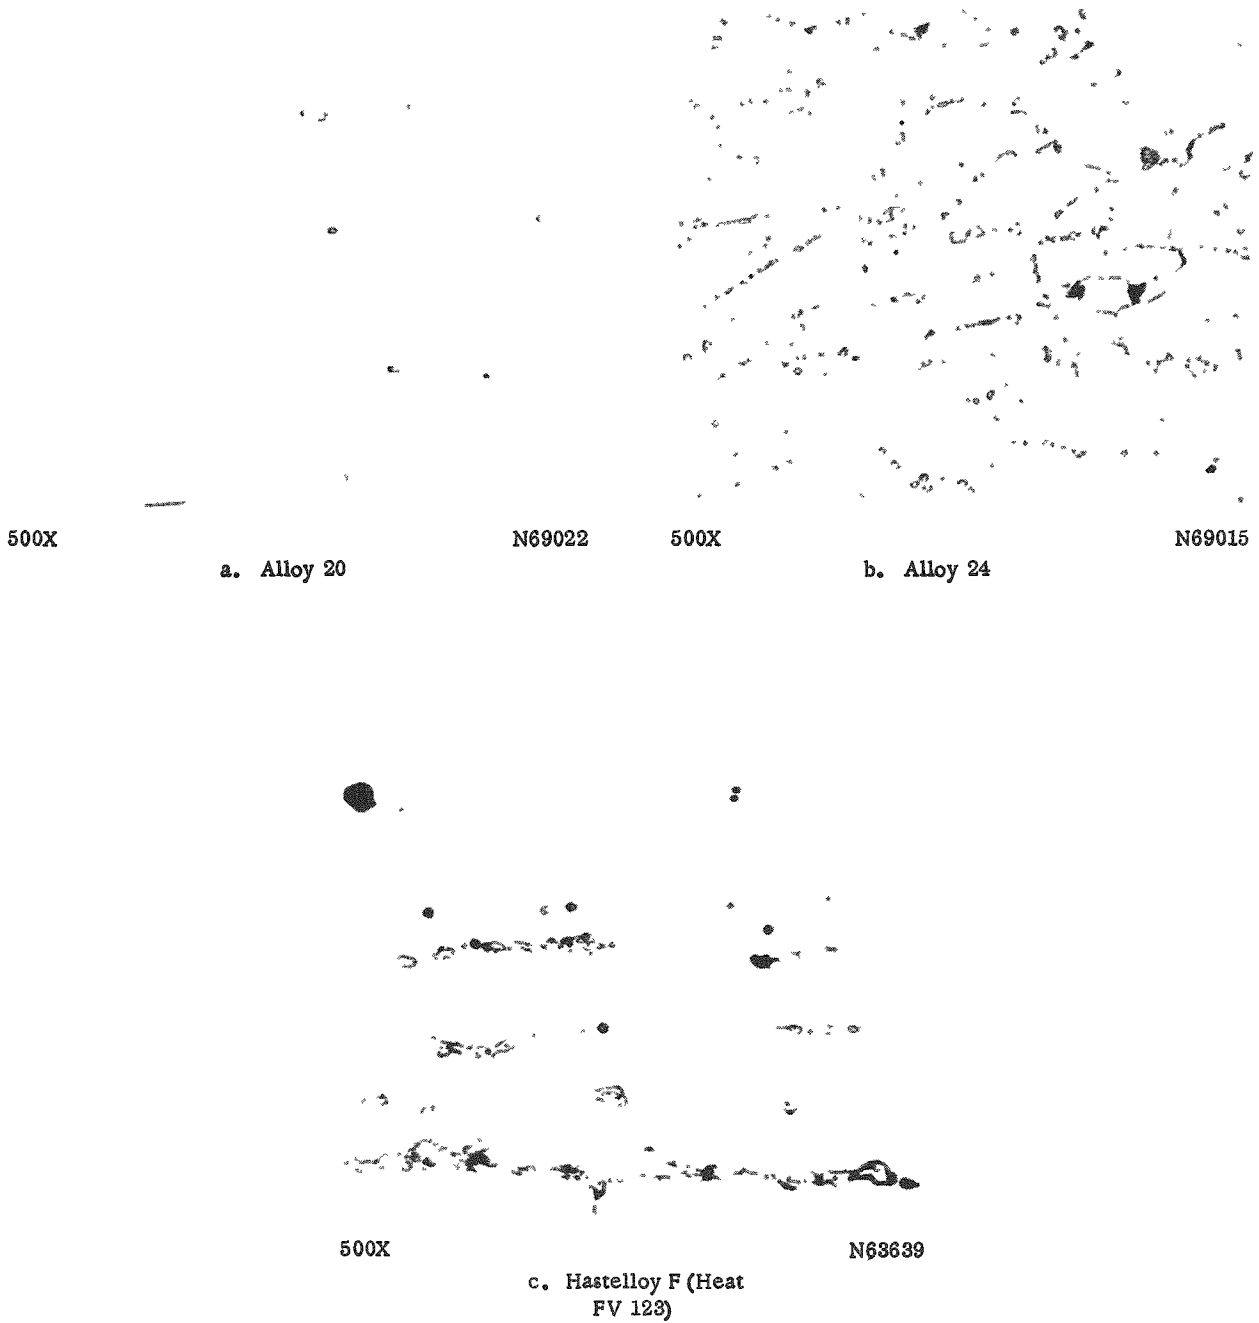 500X N69022 500X N69015
a. Alloy 20 b. Alloy 24
500X N63639
c. Hastelloy F (Heat
FV 123)